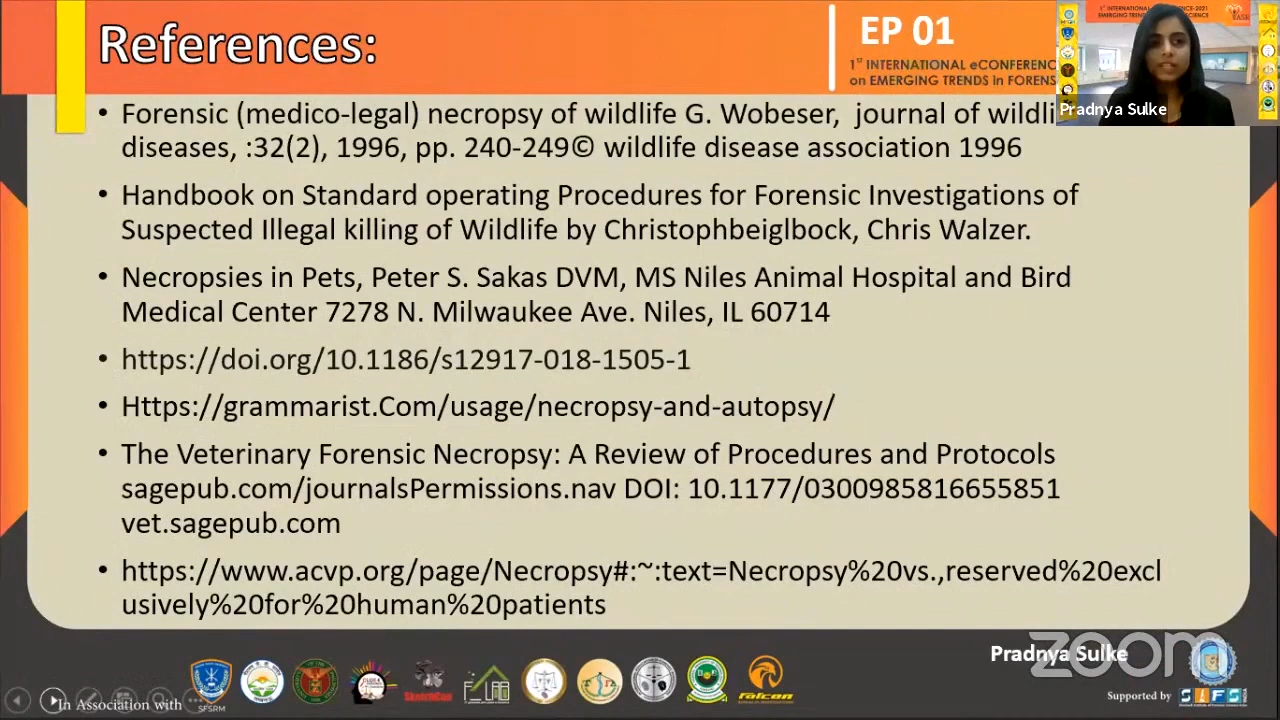 References:
EP 01
1ST INTERNATIONAL eCONFERENC
on EMERGING TRENDS in FORENS
Pradnya Sulke
• Forensic (medico-legal) necropsy of wildlife G. Wobeser, journal of wildli
diseases, :32(2), 1996, pp. 240-249© wildlife disease association 1996
• Handbook on Standard operating Procedures for Forensic Investigations of
Suspected Illegal killing of Wildlife by Christophbeiglbock, Chris Walzer.
• Necropsies in Pets, Peter S. Sakas DVM, MS Niles Animal Hospital and Bird
Medical Center 7278 N. Milwaukee Ave. Niles, IL 60714
• https://doi.org/10.1186/s12917-018-1505-1
• Https://grammarist.Com/usage/necropsy-and-autopsy/
• The Veterinary Forensic Necropsy: A Review of Procedures and Protocols
sagepub.com/journalsPermissions.nav DOI: 10.1177/0300985816655851
vet.sagepub.com
• https://www.acvp.org/page/Necropsy#:~:text=Necropsy%20vs.,reserved%20excl
usively%20for%20human%20patients
Pradnya Sulke
zoom
In Association with
SFSRM
F LAB
falcon
Supported by
SIFS